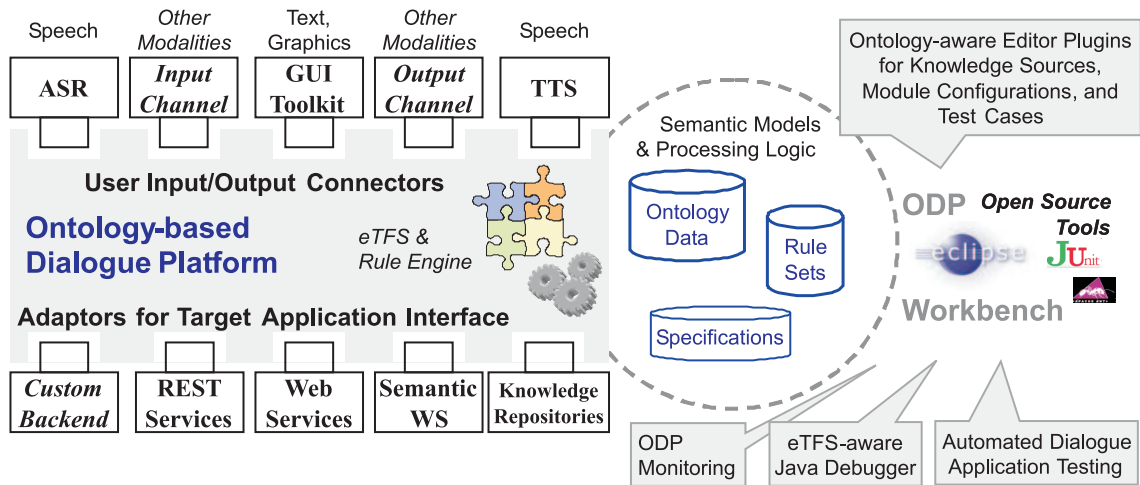 Speech
Other
Modalities
Text,
Graphics
Other
Modalities
Speech
ASR
Input
Channel
GUI
Toolkit
Output
Channel
TTS
User Input/Output Connectors
Ontology-based
Dialogue Platform
eTFS &
Rule Engine
Adaptors for Target Application Interface
Custom
Backend
REST
Services
Web
Services
Semantic
WS
Knowledge
Repositories
Semantic Models
& Processing Logic
Ontology
Data
Rule
Sets
Specifications
Ontology-aware Editor Plugins
for Knowledge Sources,
Module Configurations, and
Test Cases
ODP
Open Source
Tools
eclipse
JUnit
Workbench
ODP
Monitoring
eTFS-aware
Java Debugger
Automated Dialogue
Application Testing